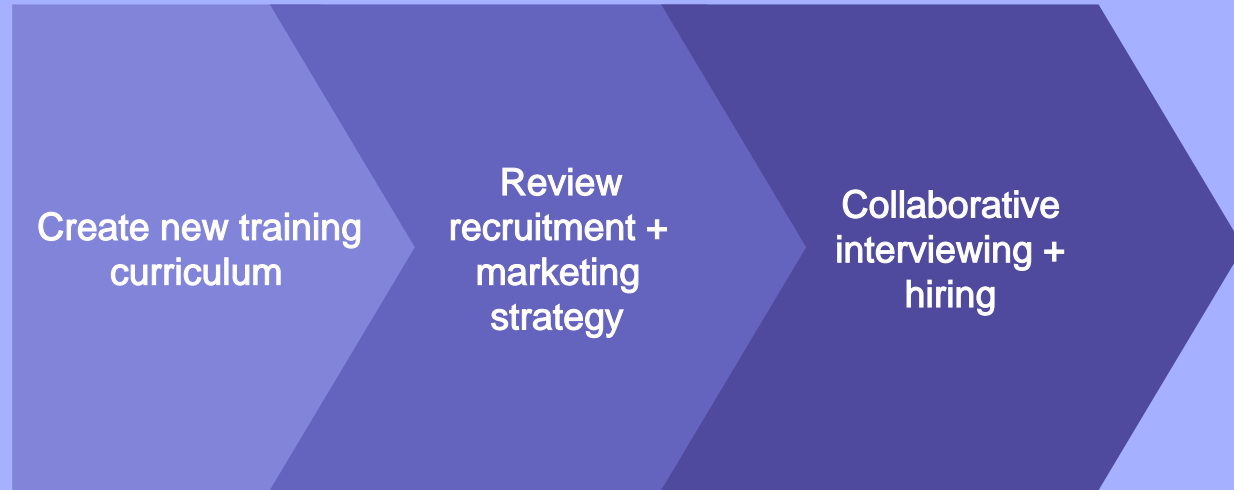 Create new training
curriculum
Review
recruitment +
marketing
strategy
Collaborative
interviewing +
hiring